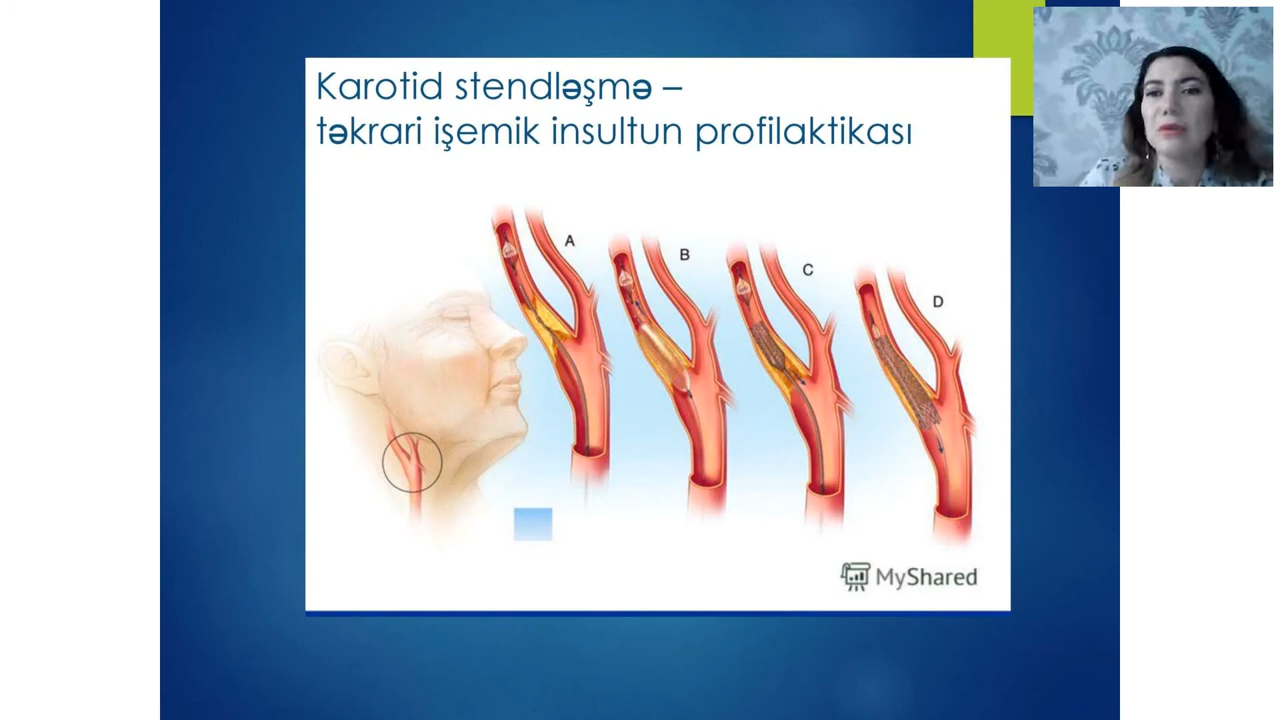 Karotid stendləşmə –
təkrari işemik insultun profilaktikası
A
B
C
D
MyShared